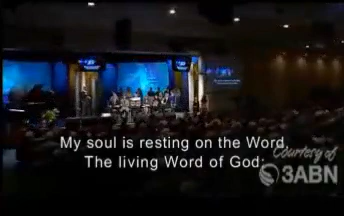 My soul is resting on the Word,
The living Word of God;
Courtesy of
3ABN